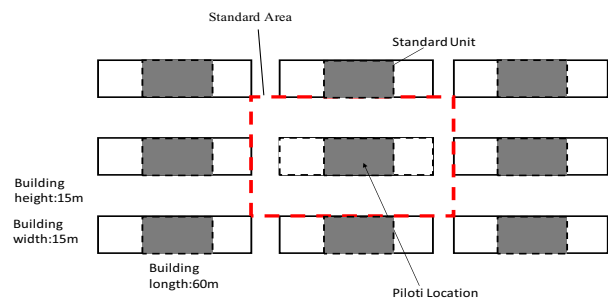 Standard Area
Standard Unit
Building
height:15m
Building
width:15m
Building
length:60m
Piloti Location